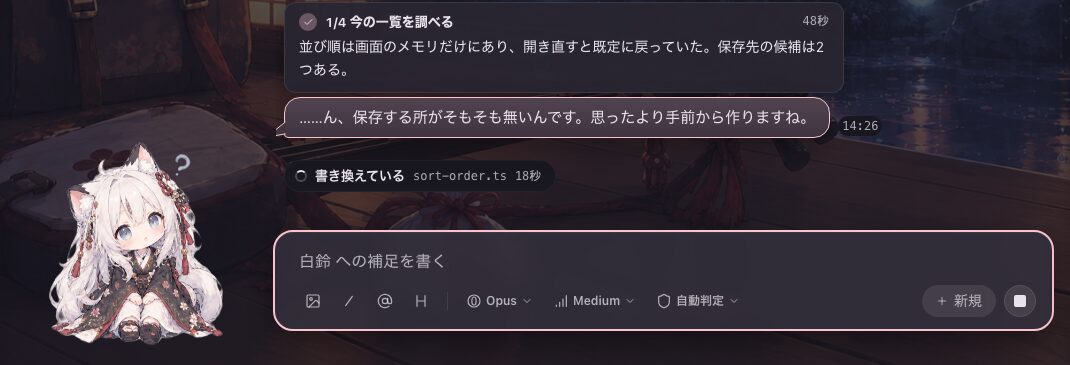 1/4 今の一覧を調べる 48秒
並び順は画面のメモリだけにあり、開き直すと既定に戻っていた。保存先の候補は2
つある。
……ん、保存する所がそもそも無いんです。思ったより手前から作りますね。
14:26
?
書き換えている sort-order.ts 18秒
白鈴 への補足を書く
/ @ H Opus Medium 自動判定 + 新規